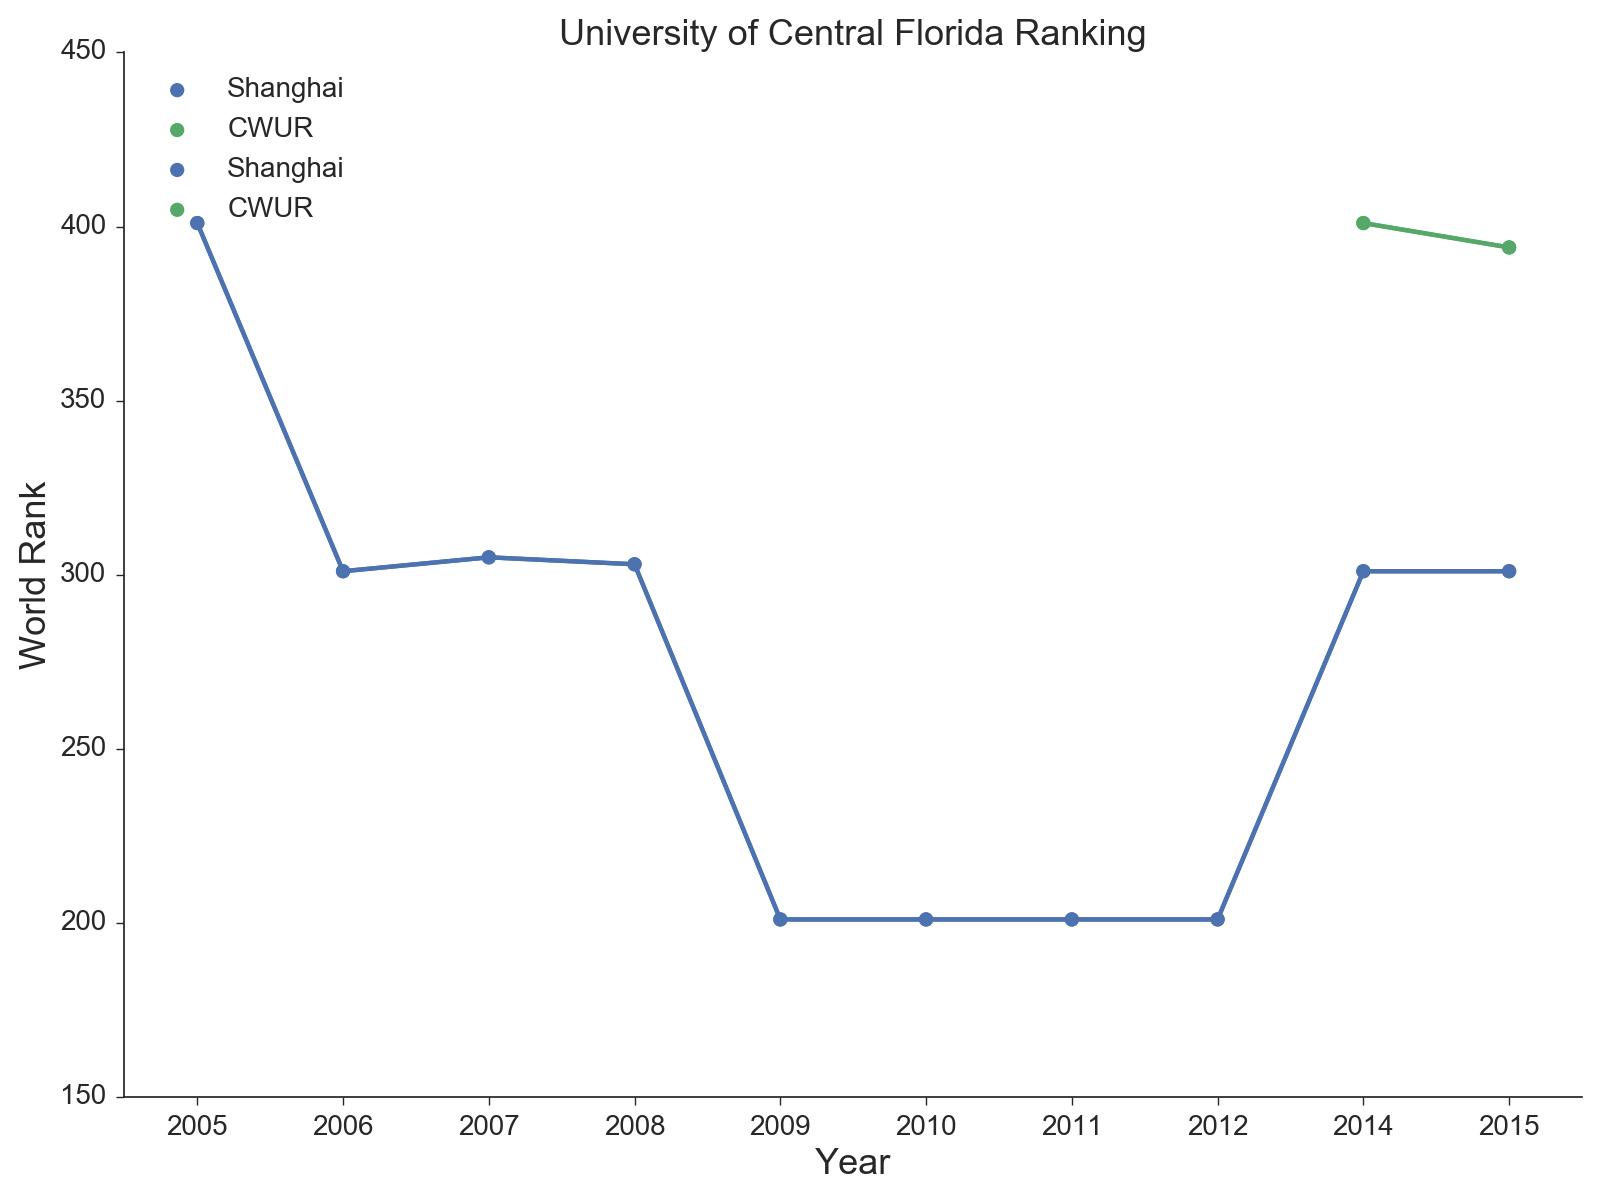 University of Central Florida Ranking
450
400
350
300
250
200
150
World Rank
Shanghai
CWUR
Shanghai
CWUR
2005 2006 2007 2008 2009 2010 2011 2012 2014 2015
Year